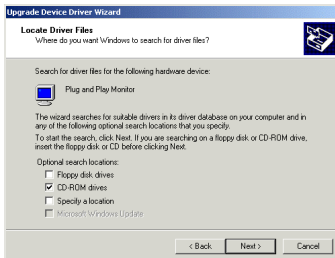 Upgrade Device Driver Wizard
Locate Driver Files
Where do you want Windows to search for driver files?
Search for driver files for the following hardware device:
Plug and Play Monitor
The wizard searches for suitable drivers in its driver database on your computer and in
any of the following optional search locations that you specify.
To start the search, click Next. If you are searching on a floppy disk or CD-ROM drive,
insert the floppy disk or CD before clicking Next.
Optional search locations:
Floppy disk drives
CD-ROM drives
Specify a location
Microsoft Windows Update
< Back
Next >
Cancel